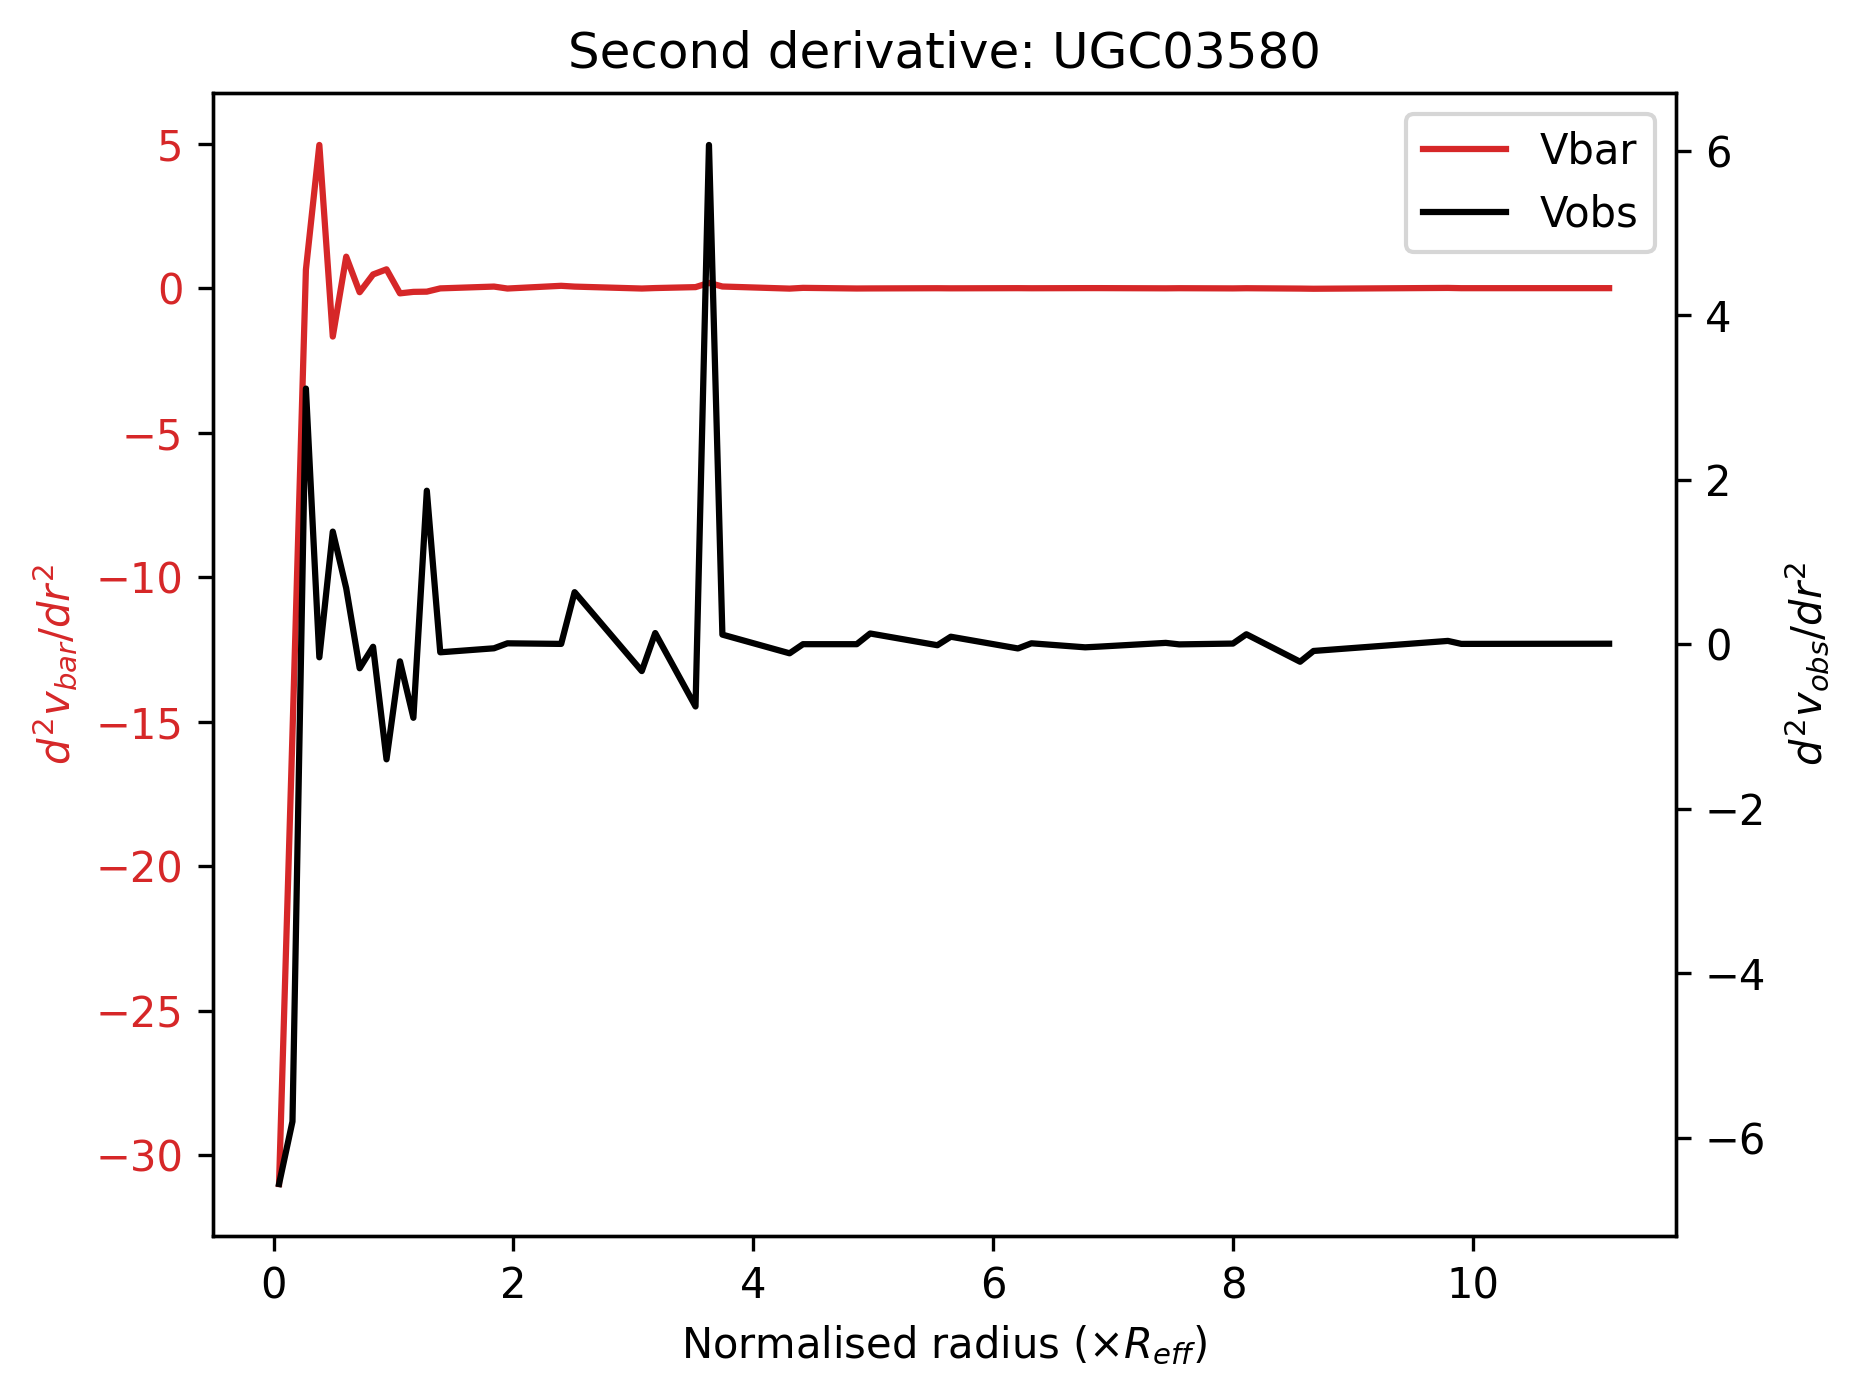 Second derivative: UGC03580
Vbar
Vobs
5
0
−5
−10
−15
−20
−25
−30
d²v_bar/dr²
6
4
2
0
−2
−4
−6
d²v_obs/dr²
0 2 4 6 8 10
Normalised radius (×R_eff)